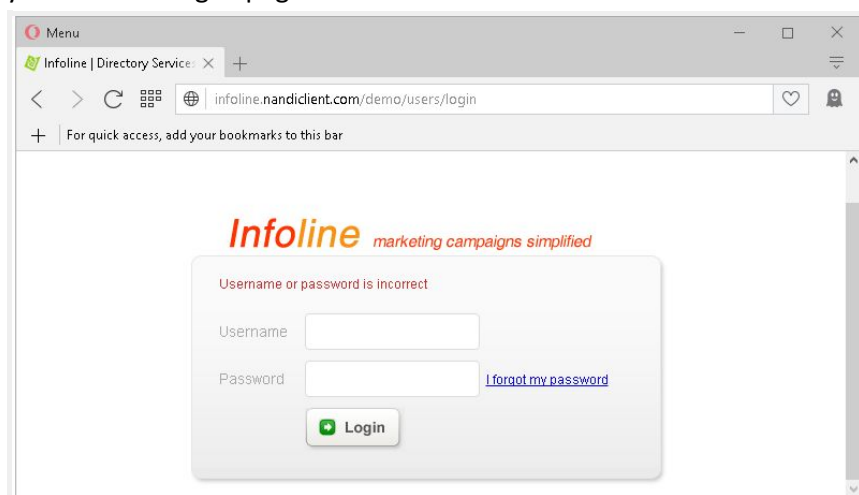 Menu
Infoline | Directory Service
infoline.nandiclient.com/demo/users/login
For quick access, add your bookmarks to this bar
Infoline marketing campaigns simplified
Username or password is incorrect
Username
Password I forgot my password
Login